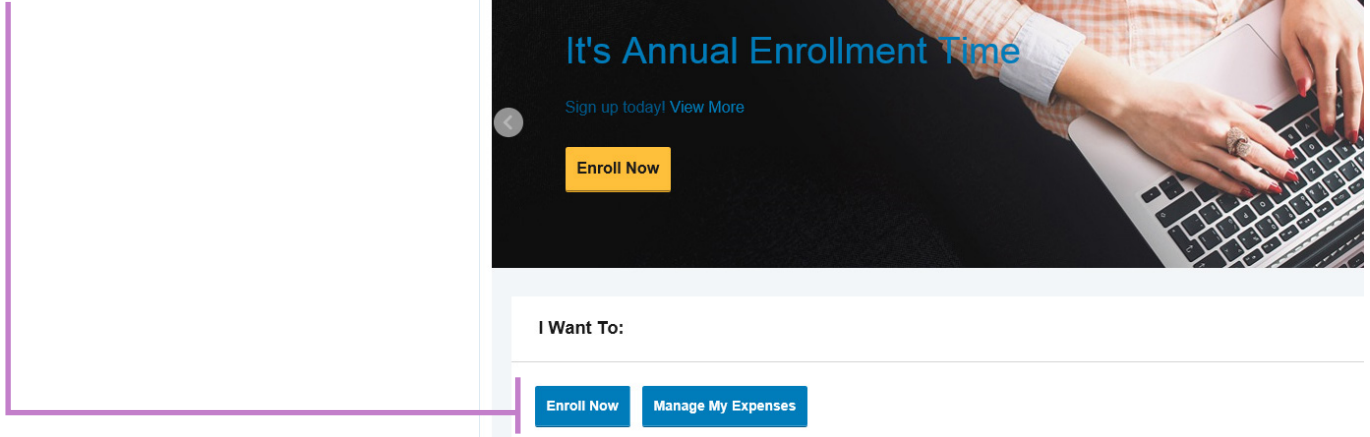 It's Annual Enrollment Time
Sign up today! View More
Enroll Now
I Want To:
Enroll Now Manage My Expenses